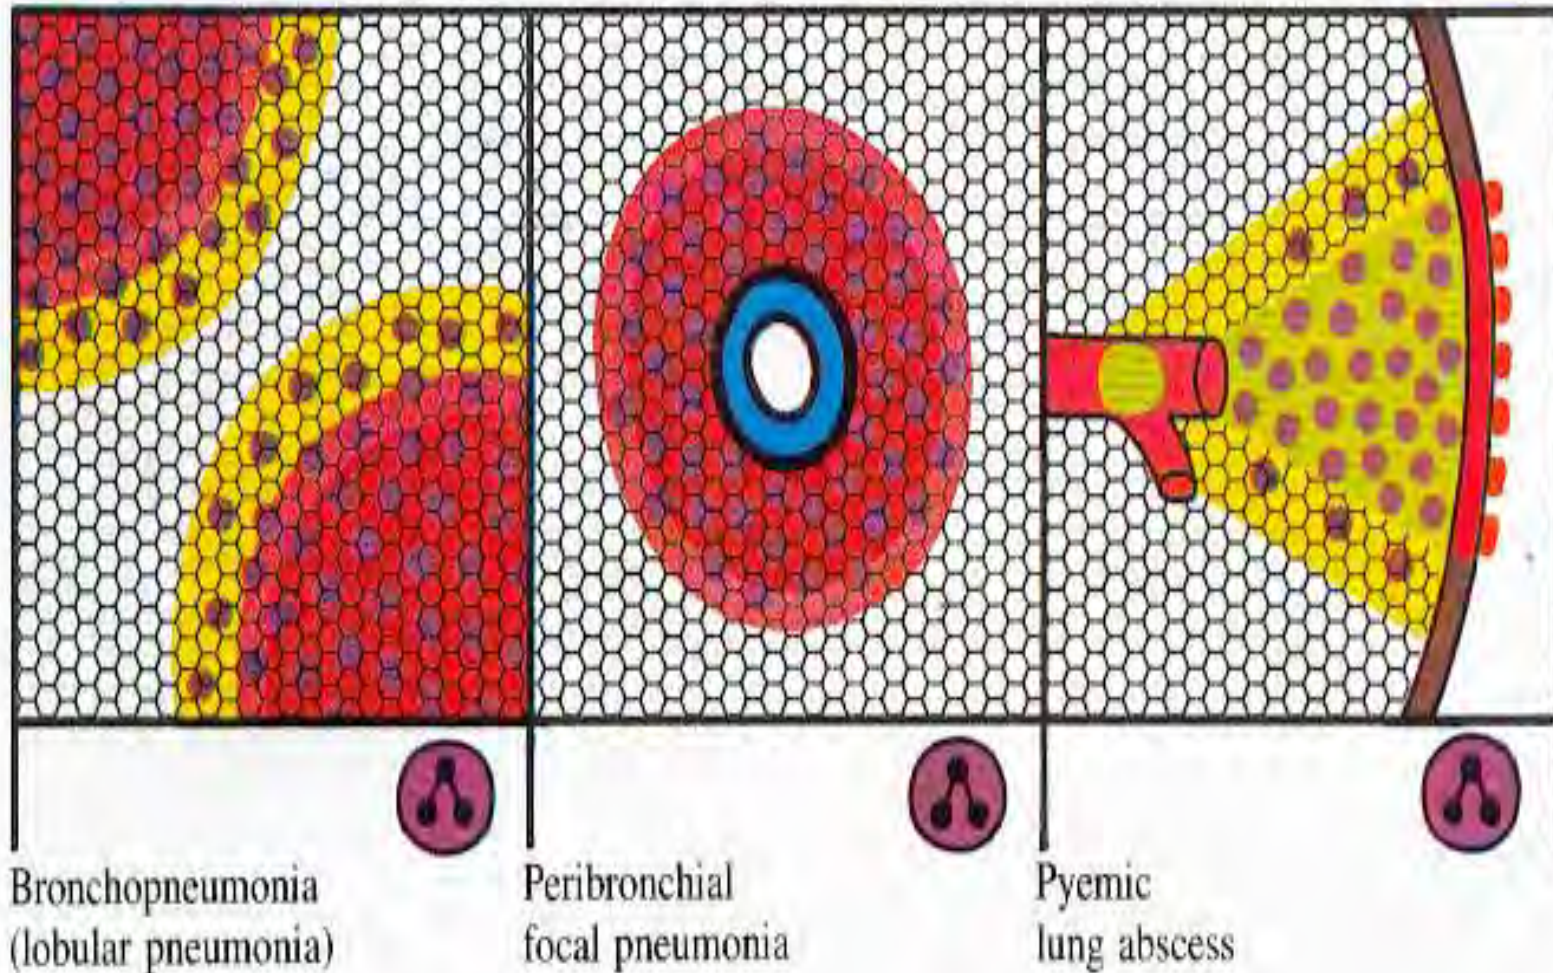 Bronchopneumonia
(lobular pneumonia)
Peribronchial
focal pneumonia
Pyemic
lung abscess